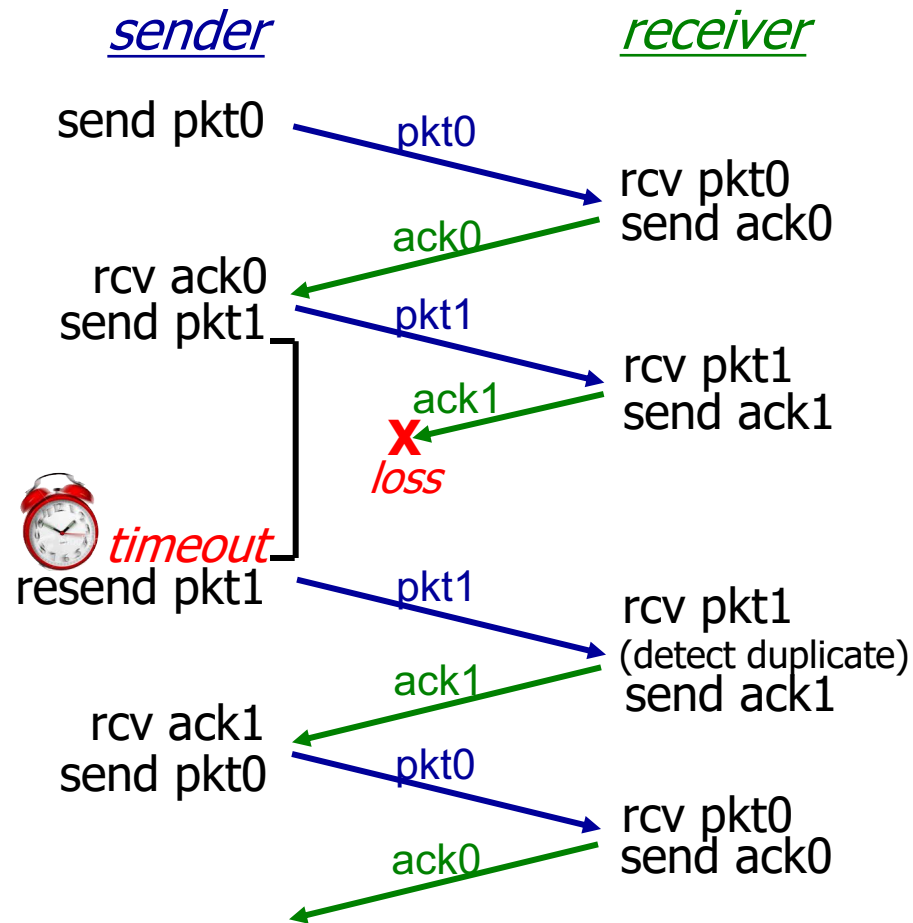 sender
receiver
send pkt0
pkt0
rcv pkt0
send ack0
ack0
rcv ack0
send pkt1
pkt1
rcv pkt1
send ack1
ack1
X
loss
timeout
resend pkt1
pkt1
rcv pkt1
(detect duplicate)
send ack1
ack1
rcv ack1
send pkt0
pkt0
rcv pkt0
send ack0
ack0